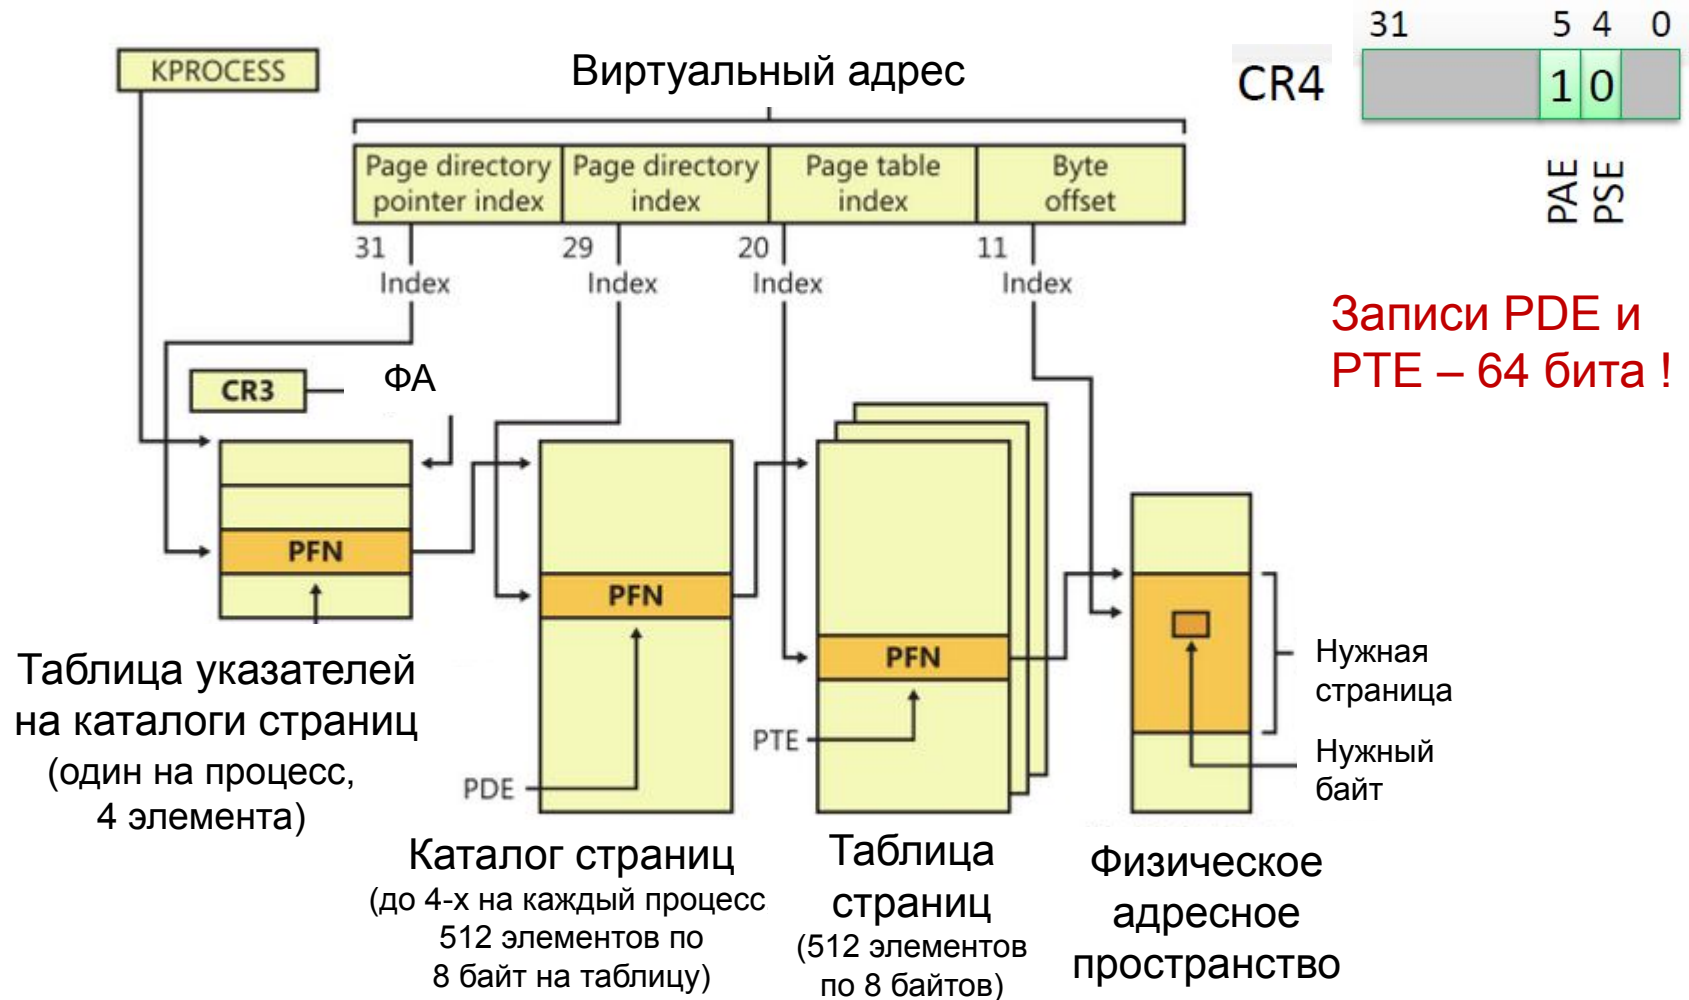 KPROCESS
Виртуальный адрес
31 5 4 0
CR4
1 0
PAE
PSE
Page directory pointer index
Page directory index
Page table index
Byte offset
31
29
20
11
Index
Index
Index
Index
Записи PDE и
PTE – 64 бита !
CR3
ФА
PFN
PFN
PFN
Таблица указателей
на каталоги страниц
(один на процесс,
4 элемента)
PDE
PTE
Нужная
страница
Нужный
байт
Каталог страниц
(до 4-х на каждый процесс
512 элементов по
8 байт на таблицу)
Таблица
страниц
(512 элементов
по 8 байтов)
Физическое
адресное
пространство